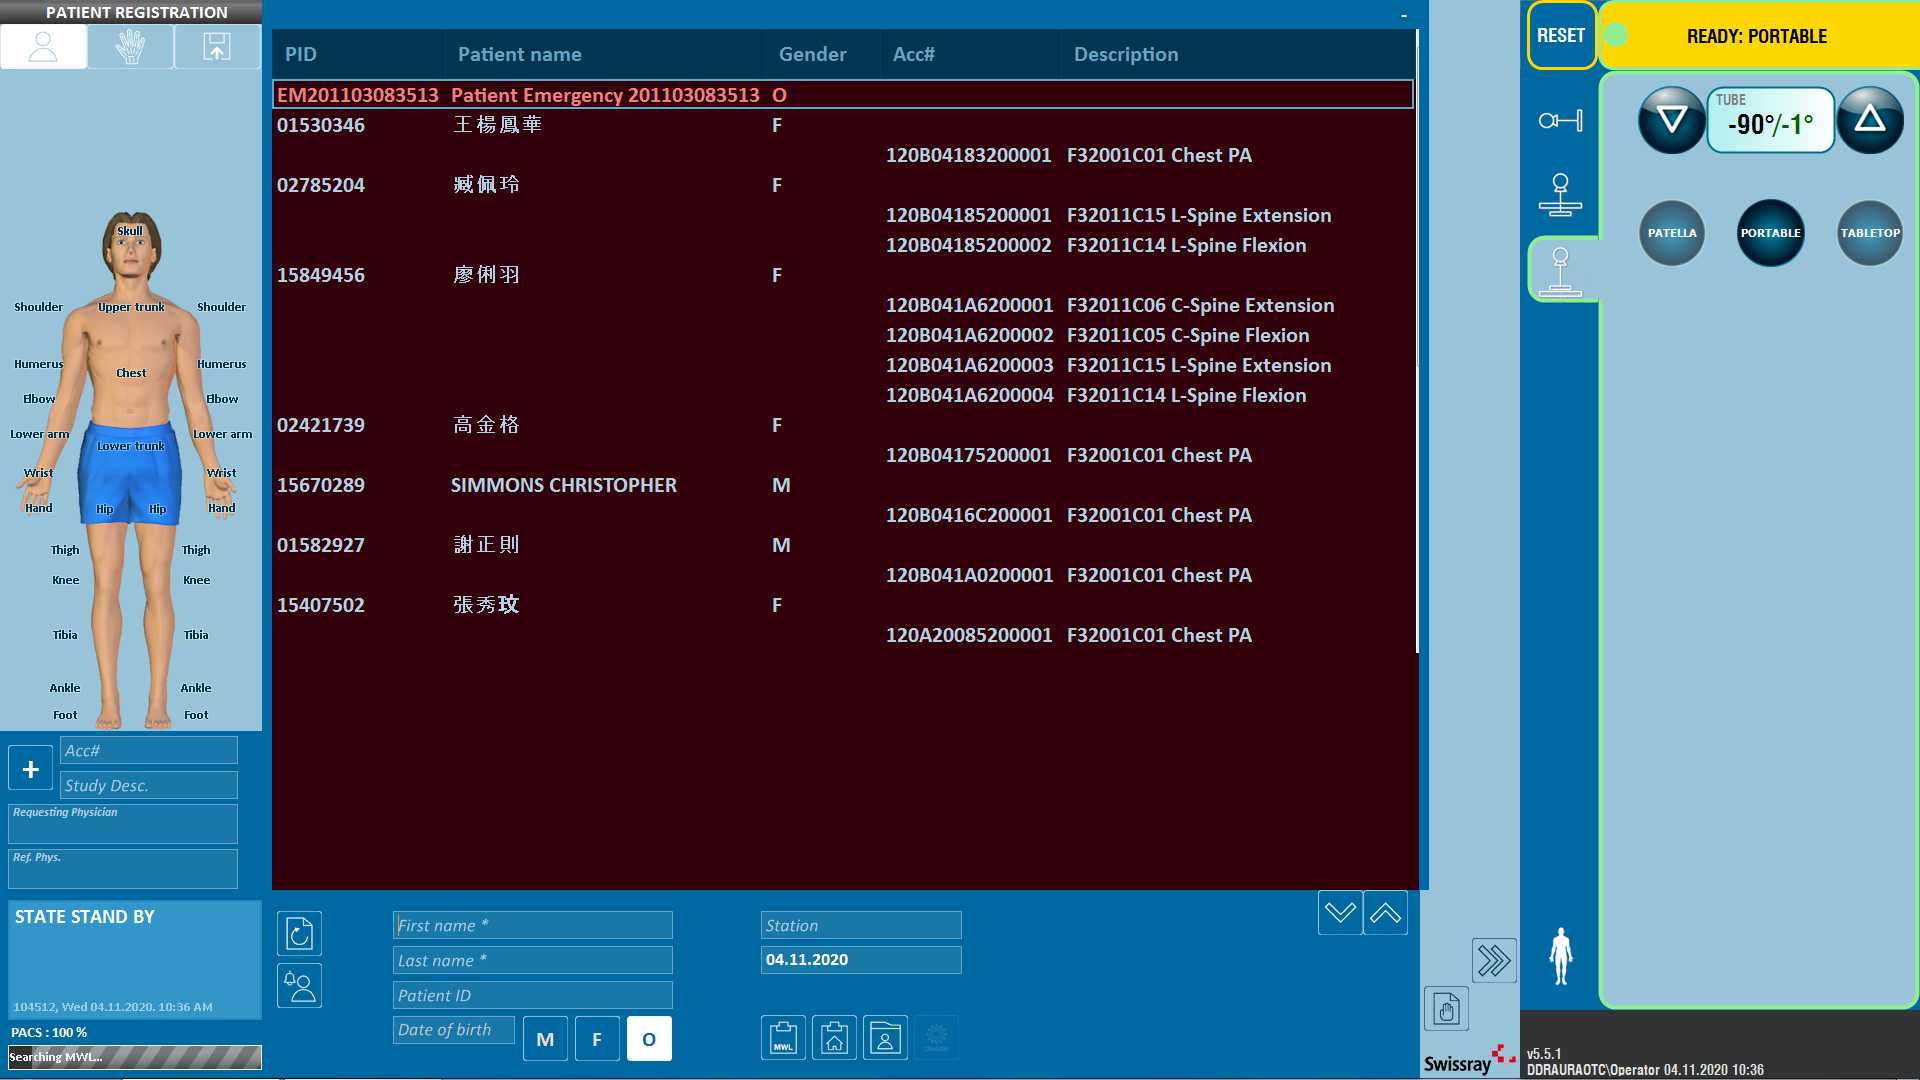 PATIENT REGISTRATION
Skull
Shoulder Upper trunk Shoulder
Humerus Humerus
Chest
Elbow Elbow
Lower arm Lower arm
Lower trunk
Wrist Wrist
Hand Hip Hip Hand
Thigh Thigh
Knee Knee
Tibia Tibia
Ankle Ankle
Foot Foot
+
Acc#
Study Desc.
Requesting Physician
Ref. Phys.
STATE STAND BY
104512, Wed 04.11.2020. 10:36 AM
PACS : 100 %
Searching MWL...
-
PID Patient name Gender Acc# Description
EM201103083513 Patient Emergency 201103083513 O
01530346 王楊鳳華 F
120B04183200001 F32001C01 Chest PA
02785204 臧佩玲 F
120B04185200001 F32011C15 L-Spine Extension
120B04185200002 F32011C14 L-Spine Flexion
15849456 廖俐羽 F
120B041A6200001 F32011C06 C-Spine Extension
120B041A6200002 F32011C05 C-Spine Flexion
120B041A6200003 F32011C15 L-Spine Extension
120B041A6200004 F32011C14 L-Spine Flexion
02421739 高金格 F
120B04175200001 F32001C01 Chest PA
15670289 SIMMONS CHRISTOPHER M
120B0416C200001 F32001C01 Chest PA
01582927 謝正則 M
120B041A0200001 F32001C01 Chest PA
15407502 張秀玫 F
120A20085200001 F32001C01 Chest PA
First name *
Last name *
Patient ID
Date of birth
M F O
Station
04.11.2020
MWL
Swissray
RESET
READY: PORTABLE
TUBE
-90°/-1°
PATELLA PORTABLE TABLETOP
v5.5.1
DDRAURAOTC\Operator 04.11.2020 10:36